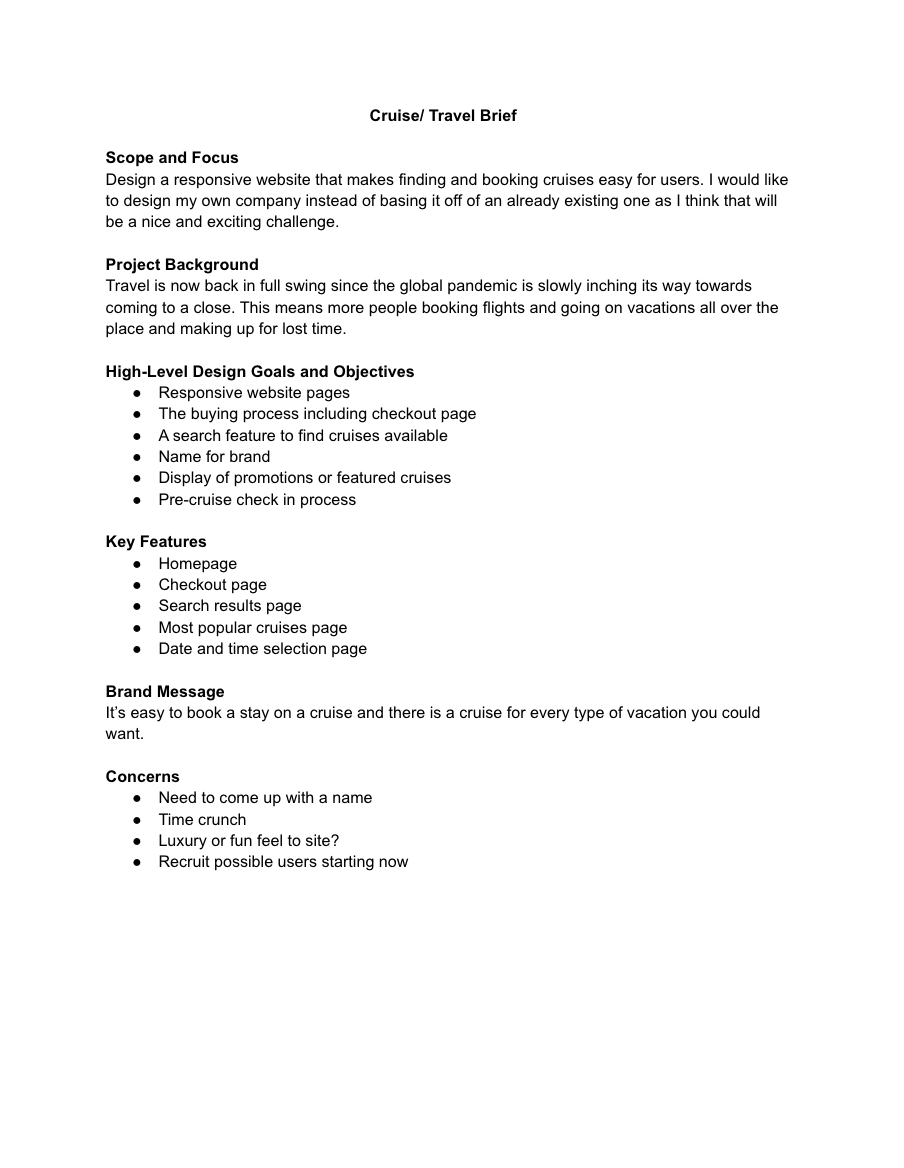 Cruise/ Travel Brief
Scope and Focus
Design a responsive website that makes finding and booking cruises easy for users. I would like
to design my own company instead of basing it off of an already existing one as I think that will
be a nice and exciting challenge.
Project Background
Travel is now back in full swing since the global pandemic is slowly inching its way towards
coming to a close. This means more people booking flights and going on vacations all over the
place and making up for lost time.
High-Level Design Goals and Objectives
● Responsive website pages
● The buying process including checkout page
● A search feature to find cruises available
● Name for brand
● Display of promotions or featured cruises
● Pre-cruise check in process
Key Features
● Homepage
● Checkout page
● Search results page
● Most popular cruises page
● Date and time selection page
Brand Message
It’s easy to book a stay on a cruise and there is a cruise for every type of vacation you could
want.
Concerns
● Need to come up with a name
● Time crunch
● Luxury or fun feel to site?
● Recruit possible users starting now